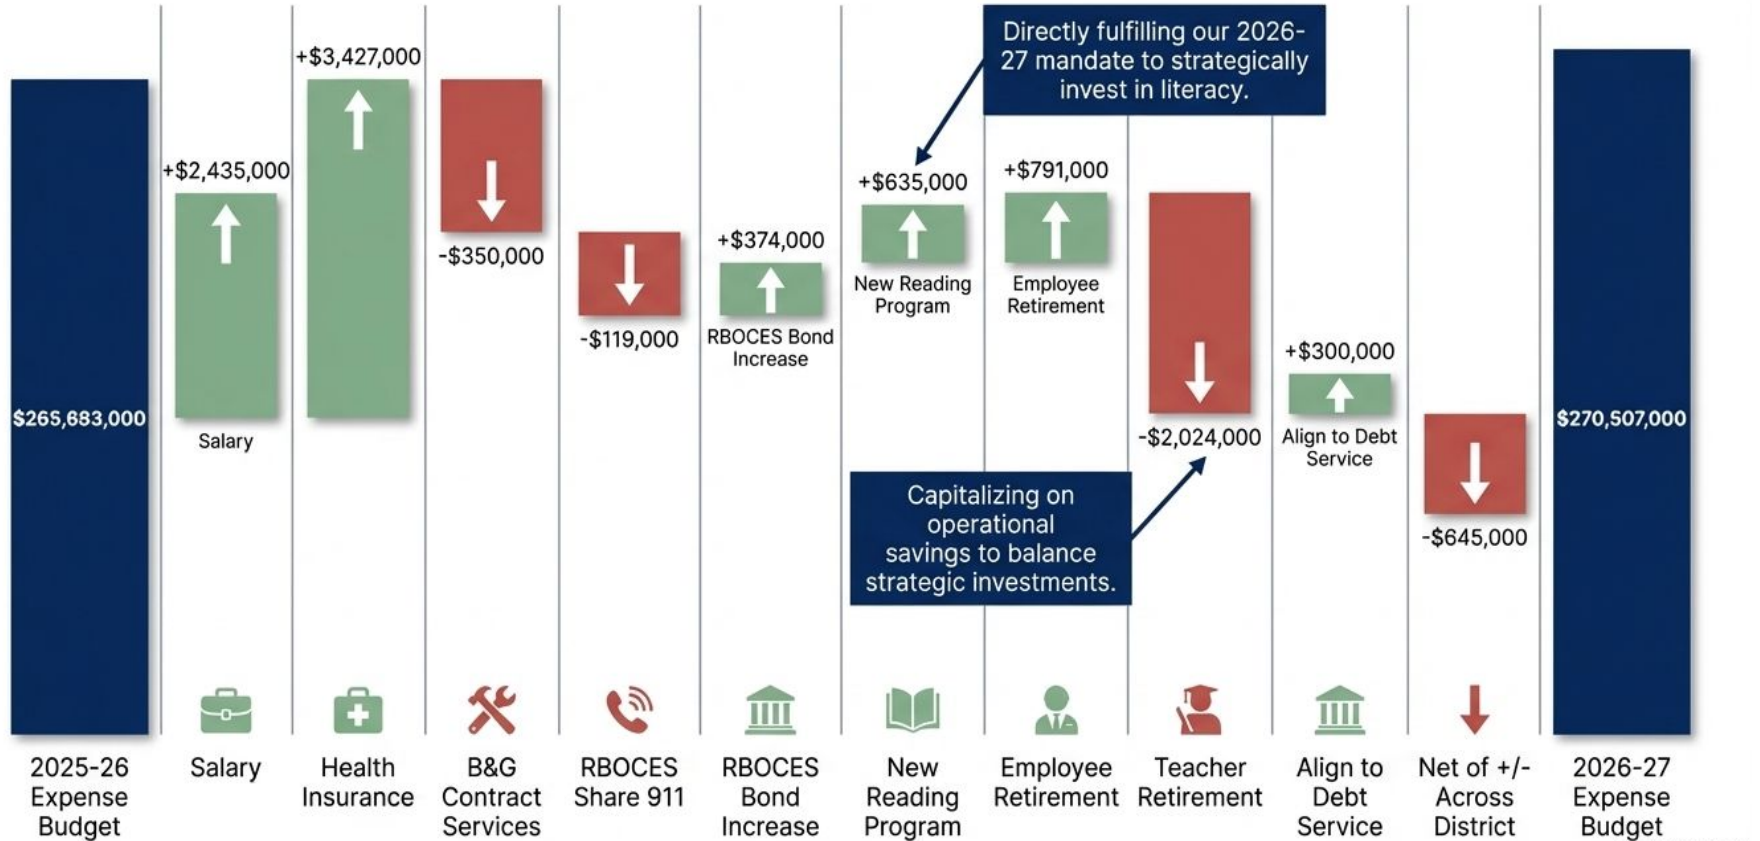 Directly fulfilling our 2026-
27 mandate to strategically
invest in literacy.
+$3,427,000
+$2,435,000
+$635,000
+$791,000
-$350,000
+$374,000
New Reading
Program
Employee
Retirement
-$119,000
RBOCES Bond
Increase
+$300,000
$265,683,000
Salary
-$2,024,000
Align to Debt
Service
$270,507,000
Capitalizing on
operational
savings to balance
strategic investments.
-$645,000
2025-26
Expense
Budget
Salary
Health
Insurance
B&G
Contract
Services
RBOCES
Share 911
RBOCES
Bond
Increase
New
Reading
Program
Employee
Retirement
Teacher
Retirement
Align to
Debt
Service
Net of +/-
Across
District
2026-27
Expense
Budget